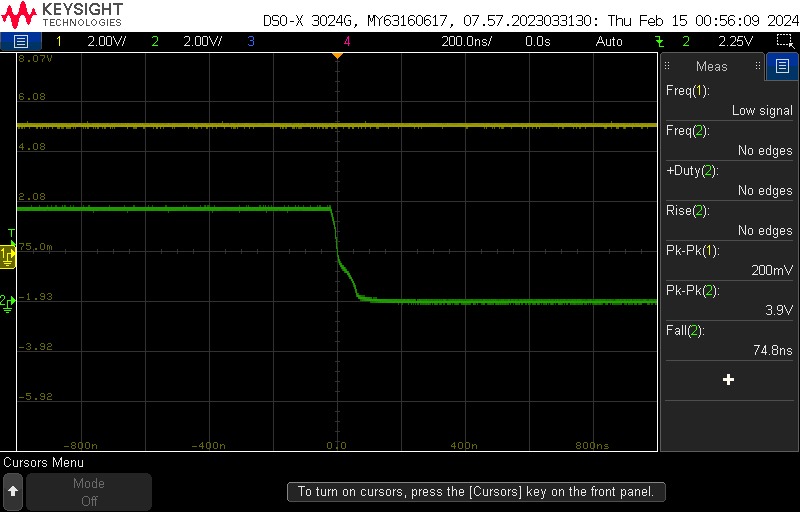 KEYSIGHT
TECHNOLOGIES
DSO-X 3024G, MY63160617, 07.57.2023033130: Thu Feb 15 00:56:09 2024
1 2.00V/ 2 2.00V/ 3 4 200.0ns/ 0.0s Auto 2 2.25V
8.07V
6.08
4.08
2.08
T
75.0m
1
2
-1.93
-3.92
-5.92
-800n -400n 0.0 400n 800ns
Meas
Freq(1):
Low signal
Freq(2):
No edges
+Duty(2):
No edges
Rise(2):
No edges
Pk-Pk(1):
200mV
Pk-Pk(2):
3.9V
Fall(2):
74.8ns
Cursors Menu
Mode
Off
To turn on cursors, press the [Cursors] key on the front panel.